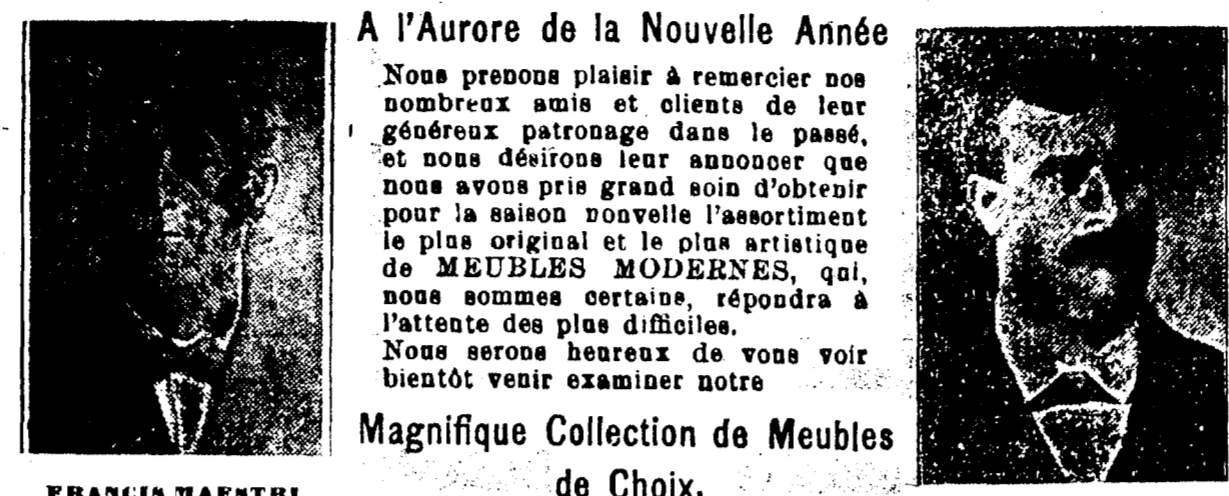 A l'Aurore de la Nouvelle Année
Nous prenons plaisir à remercier nos
nombreux amis et clients de leur
généreux patronage dans le passé,
et nous désirons leur annoncer que
nous avons pris grand soin d'obtenir
pour la saison nouvelle l'assortiment
le plus original et le plus artistique
de MEUBLES MODERNES, qui,
nous sommes certains, répondra à
l'attente des plus difficiles.
Nous serons heureux de vous voir
bientôt venir examiner notre
Magnifique Collection de Meubles
de Choix.
FRANCIS MAESTRI